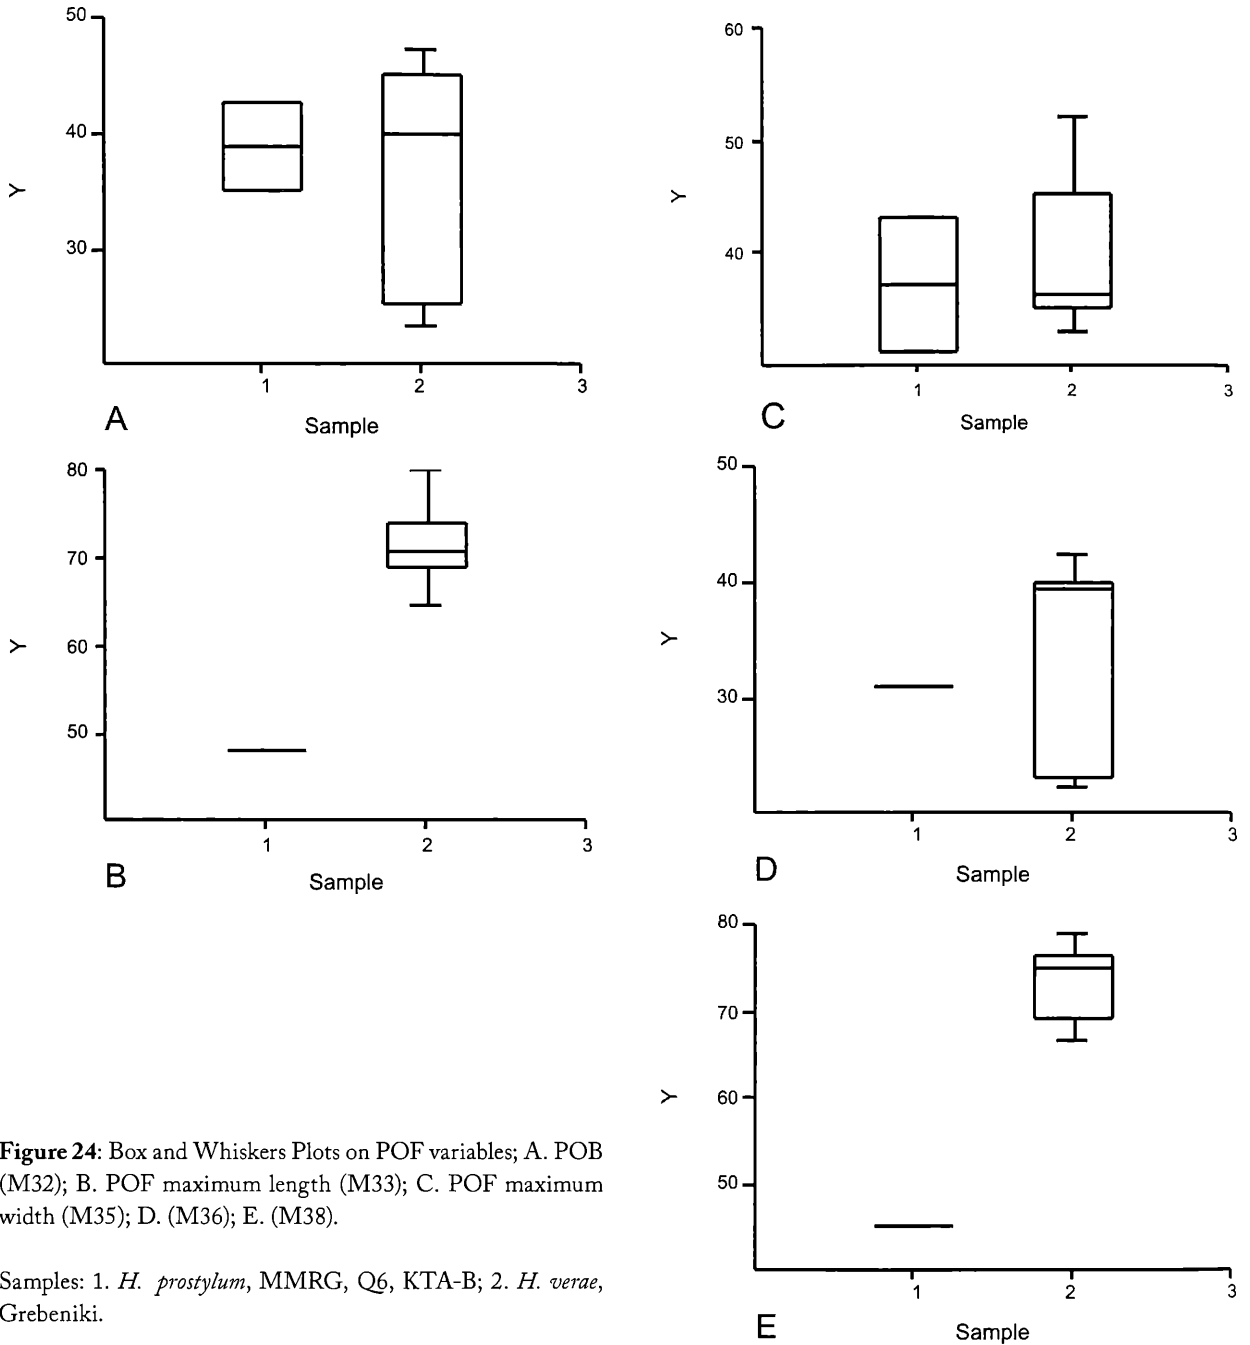 50
40
30
Y
1
2
3
A
Sample
60
50
40
Y
1
2
3
C
Sample
80
70
60
50
Y
1
2
3
B
Sample
50
40
30
Y
1
2
3
D
Sample
80
70
60
50
Y
1
2
3
E
Sample
Figure 24: Box and Whiskers Plots on POF variables; A. POB
(M32); B. POF maximum length (M33); C. POF maximum
width (M35); D. (M36); E. (M38).
Samples: 1. H. prostylum, MMRG, Q6, KTA-B; 2. H. verae,
Grebeniki.